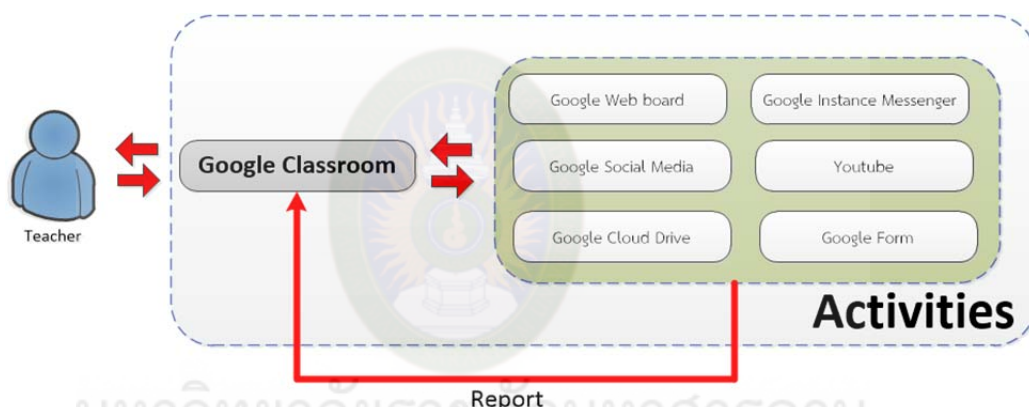 Google Web board
Google Instance Messenger
Google Classroom
Google Social Media
Youtube
Teacher
Google Cloud Drive
Google Form
Activities
Report